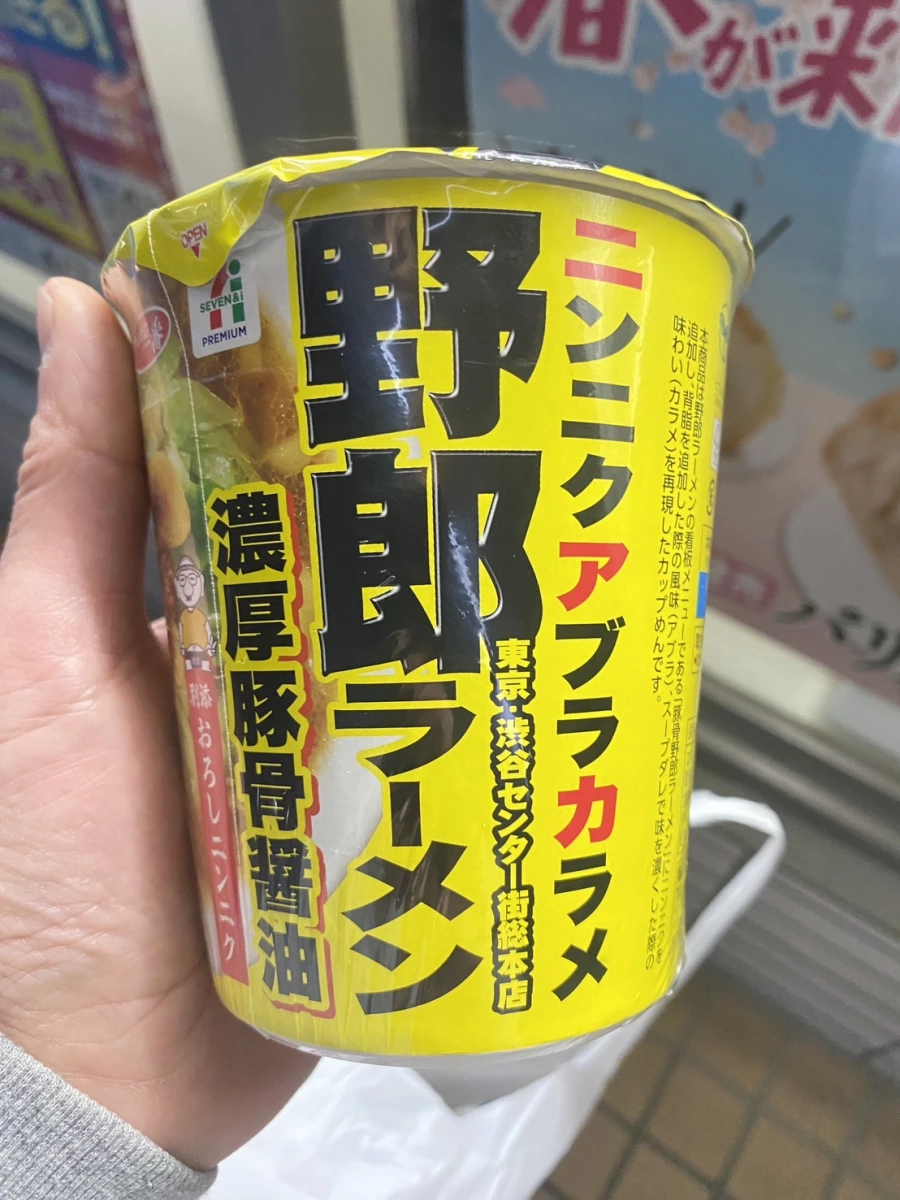 OPEN
SEVEN&i
PREMIUM
ニンニクアブラカラメ
野郎ラーメン
東京・渋谷センター街総本店
濃厚豚骨醤油
別添 おろしニンニク
本商品は野郎ラーメンの看板メニューである「豚骨野郎ラーメン」にニンニクを
追加し、背脂を追加した際の風味(アブラ)、スープダレで味を濃くした際の
味わい(カラメ)を再現したカップめんです。
が来